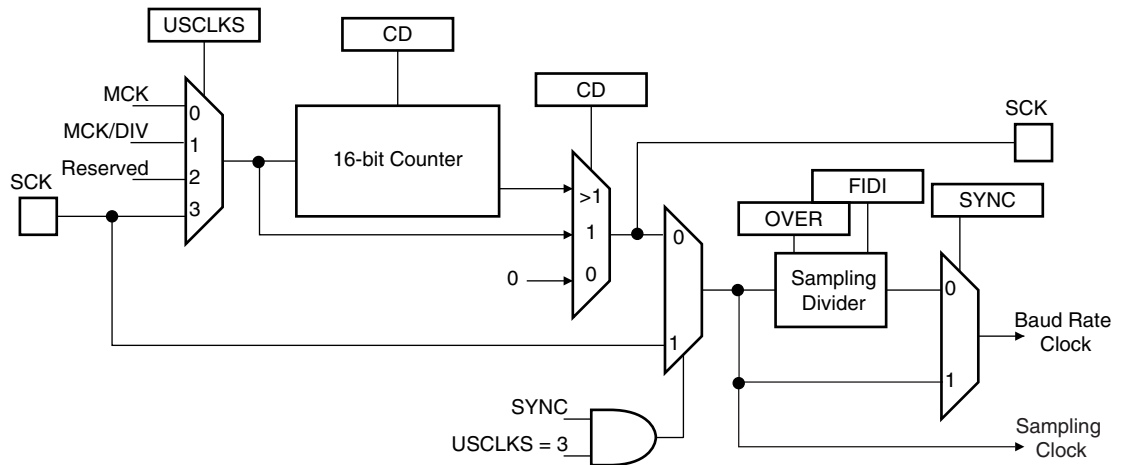 USCLKS
CD
CD
MCK
0
MCK/DIV
1
Reserved
2
SCK
3
16-bit Counter
>1
1
0
0
SCK
FIDI
OVER
SYNC
0
1
Sampling
Divider
0
1
Baud Rate
Clock
SYNC
USCLKS = 3
Sampling
Clock